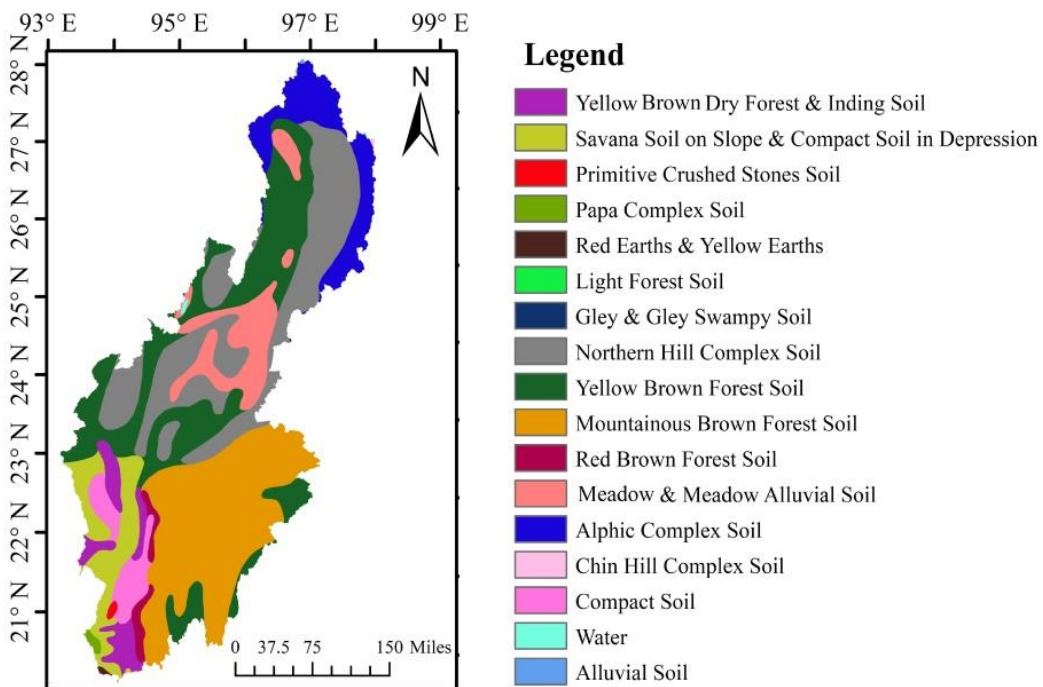 93° E 95° E 97° E 99° E
28° N
27° N
26° N
25° N
24° N
23° N
22° N
21° N
N
0 37.5 75 150 Miles
Legend
Yellow Brown Dry Forest & Inding Soil
Savana Soil on Slope & Compact Soil in Depression
Primitive Crushed Stones Soil
Papa Complex Soil
Red Earths & Yellow Earths
Light Forest Soil
Gley & Gley Swampy Soil
Northern Hill Complex Soil
Yellow Brown Forest Soil
Mountainous Brown Forest Soil
Red Brown Forest Soil
Meadow & Meadow Alluvial Soil
Alphic Complex Soil
Chin Hill Complex Soil
Compact Soil
Water
Alluvial Soil